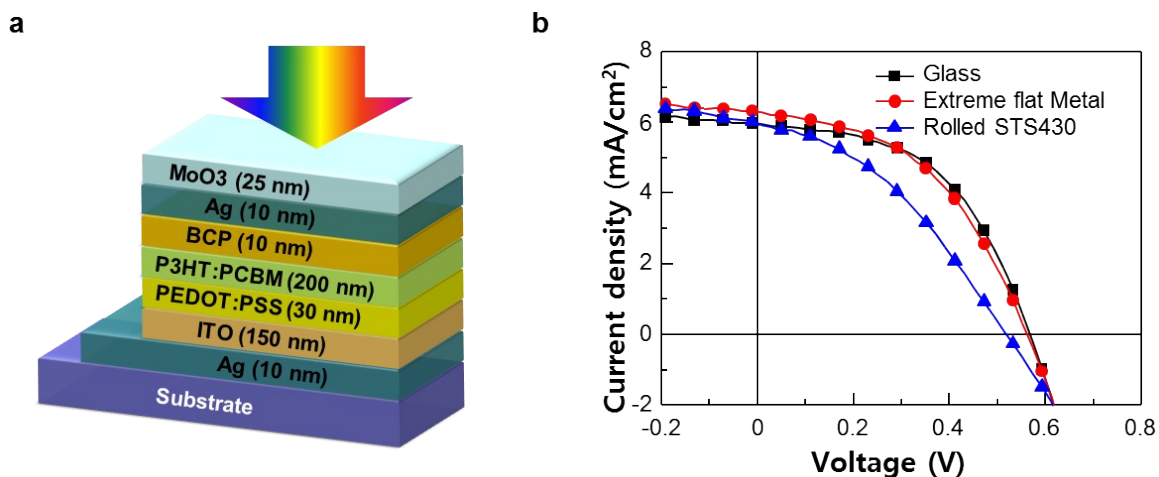 a
MoO3 (25 nm)
Ag (10 nm)
BCP (10 nm)
P3HT:PCBM (200 nm)
PEDOT:PSS (30 nm)
ITO (150 nm)
Ag (10 nm)
Substrate
b
Current density (mA/cm²)
8
6
4
2
0
-2
Glass
Extreme flat Metal
Rolled STS430
-0.2 0 0.2 0.4 0.6 0.8
Voltage (V)